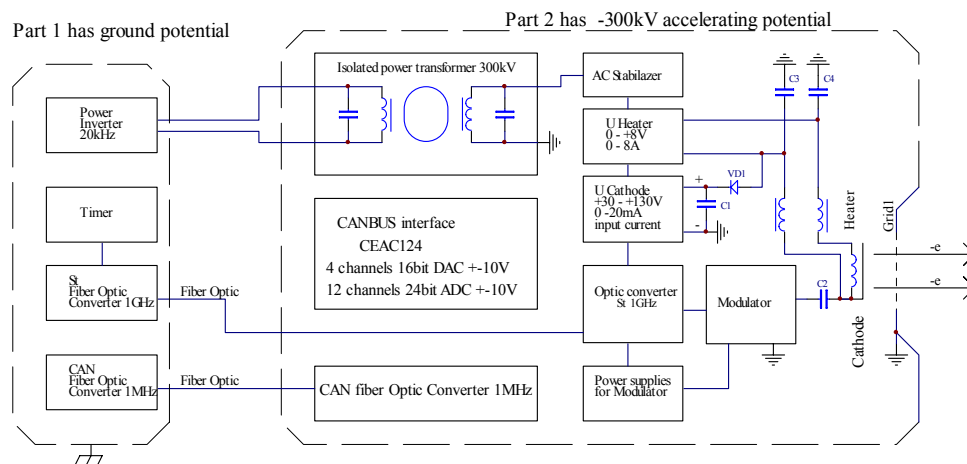 Part 1 has ground potential
Part 2 has -300kV accelerating potential
Power
Inverter
20kHz
Timer
St
Fiber Optic
Converter 1GHz
CAN
Fiber Optic
Converter 1MHz
Fiber Optic
Fiber Optic
Isolated power transformer 300kV
CANBUS interface
CEAC124
4 channels 16bit DAC +-10V
12 channels 24bit ADC +-10V
CAN fiber Optic Converter 1MHz
AC Stabilazer
U Heater
0 - +8V
0 - 8A
U Cathode
+30 - +130V
0 -20mA
input current
+
-
C1
VD1
Optic converter
St 1GHz
Power supplies
for Modulator
Modulator
C2
C3
C4
Heater
Grid1
Cathode
-e
-e